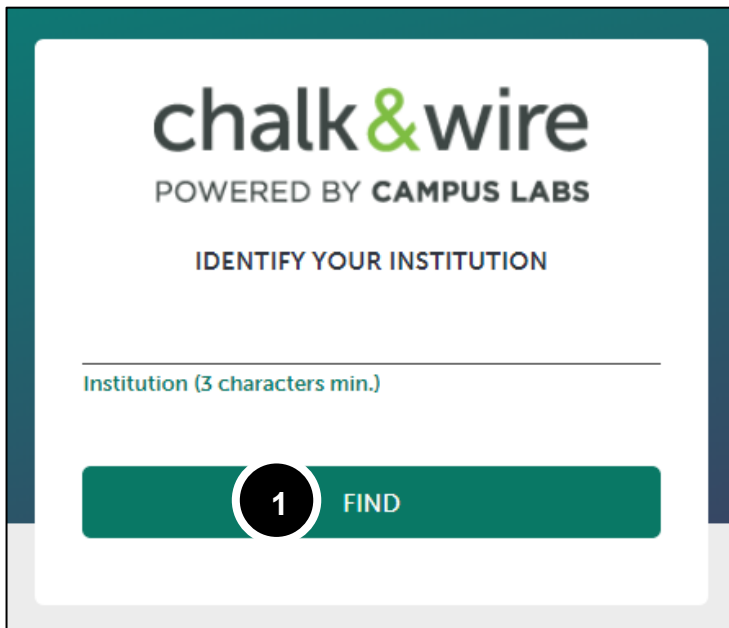 chalk&wire
POWERED BY CAMPUS LABS
IDENTIFY YOUR INSTITUTION
Institution (3 characters min.)
1 FIND